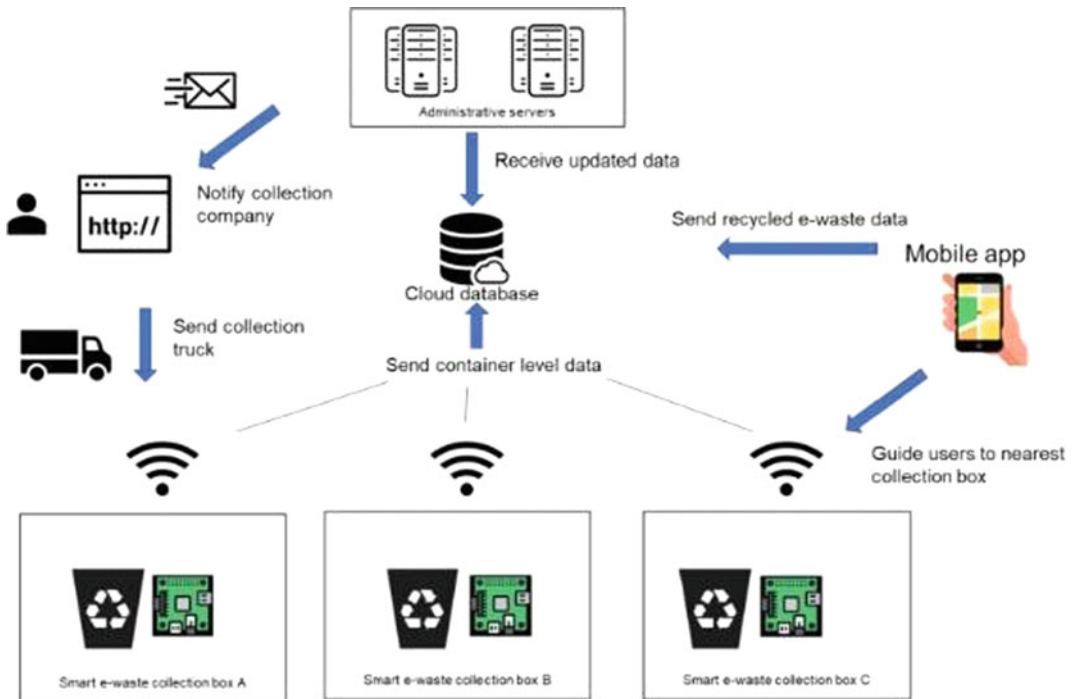 Administrative servers
Receive updated data
Notify collection
company
http://
Send recycled e-waste data
Mobile app
Cloud database
Send collection
truck
Send container level data
Guide users to nearest
collection box
Smart e-waste collection box A
Smart e-waste collection box B
Smart e-waste collection box C